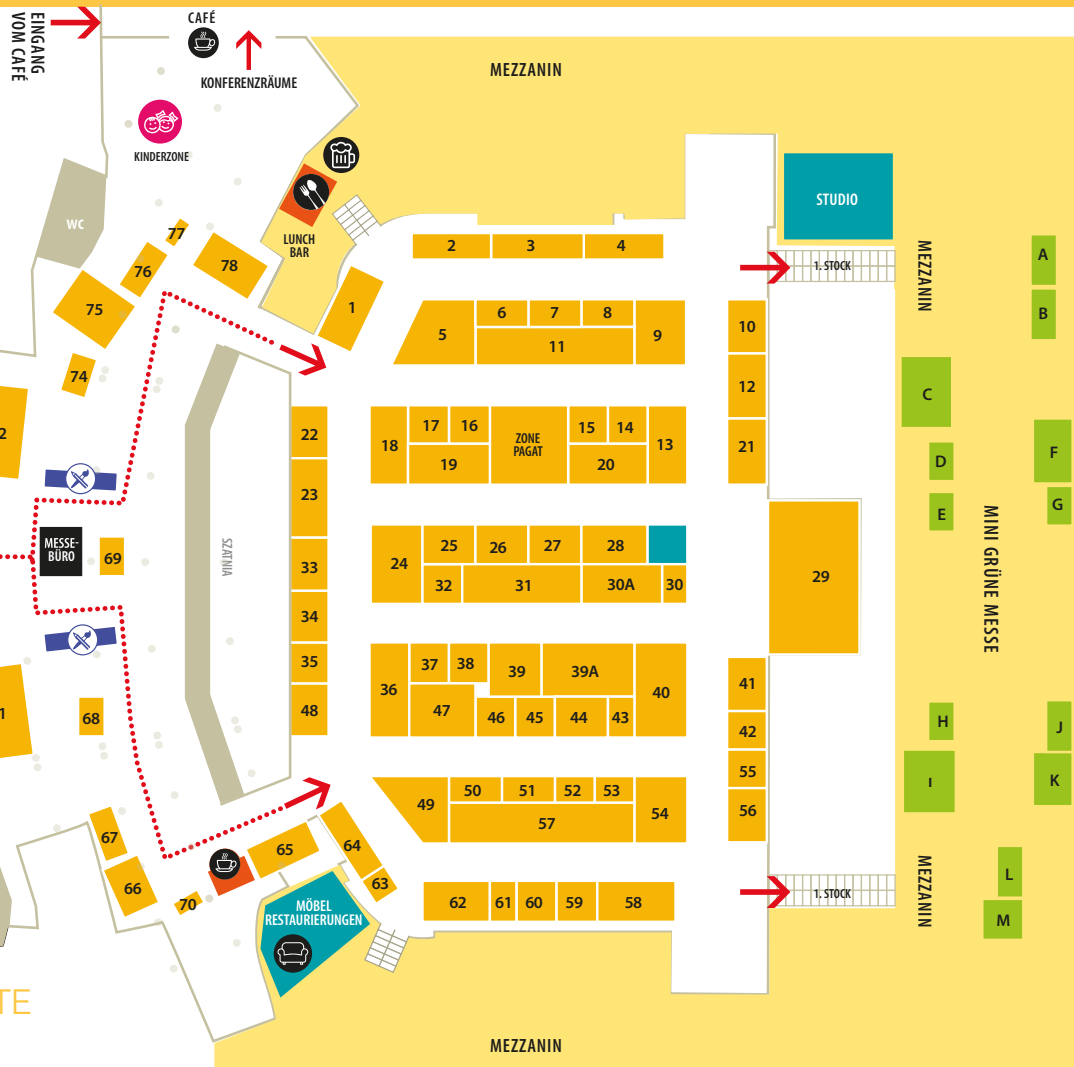 EINGANG
VOM CAFÉ
CAFÉ
KONFERENZRÄUME
MEZZANIN
KINDERZONE
WC
LUNCH
BAR
STUDIO
1. STOCK
MEZZANIN
77
76
78
75
74
1
2
3
4
5
6
7
8
9
11
10
12
21
A
B
C
D
E
F
G
2
22
23
33
34
35
48
SZATNIA
18
17
16
19
ZONE
PAGAT
15
14
20
13
MESSE-
BÜRO
69
24
25
26
27
28
32
31
30A
30
29
MINI GRÜNE MESSE
1
68
36
37
38
39
39A
40
47
46
45
44
43
41
42
55
56
H
I
J
K
49
50
51
52
53
57
54
67
66
70
65
64
63
62
61
60
59
58
1. STOCK
MEZZANIN
L
M
MÖBEL
RESTAURIERUNGEN
TE
MEZZANIN